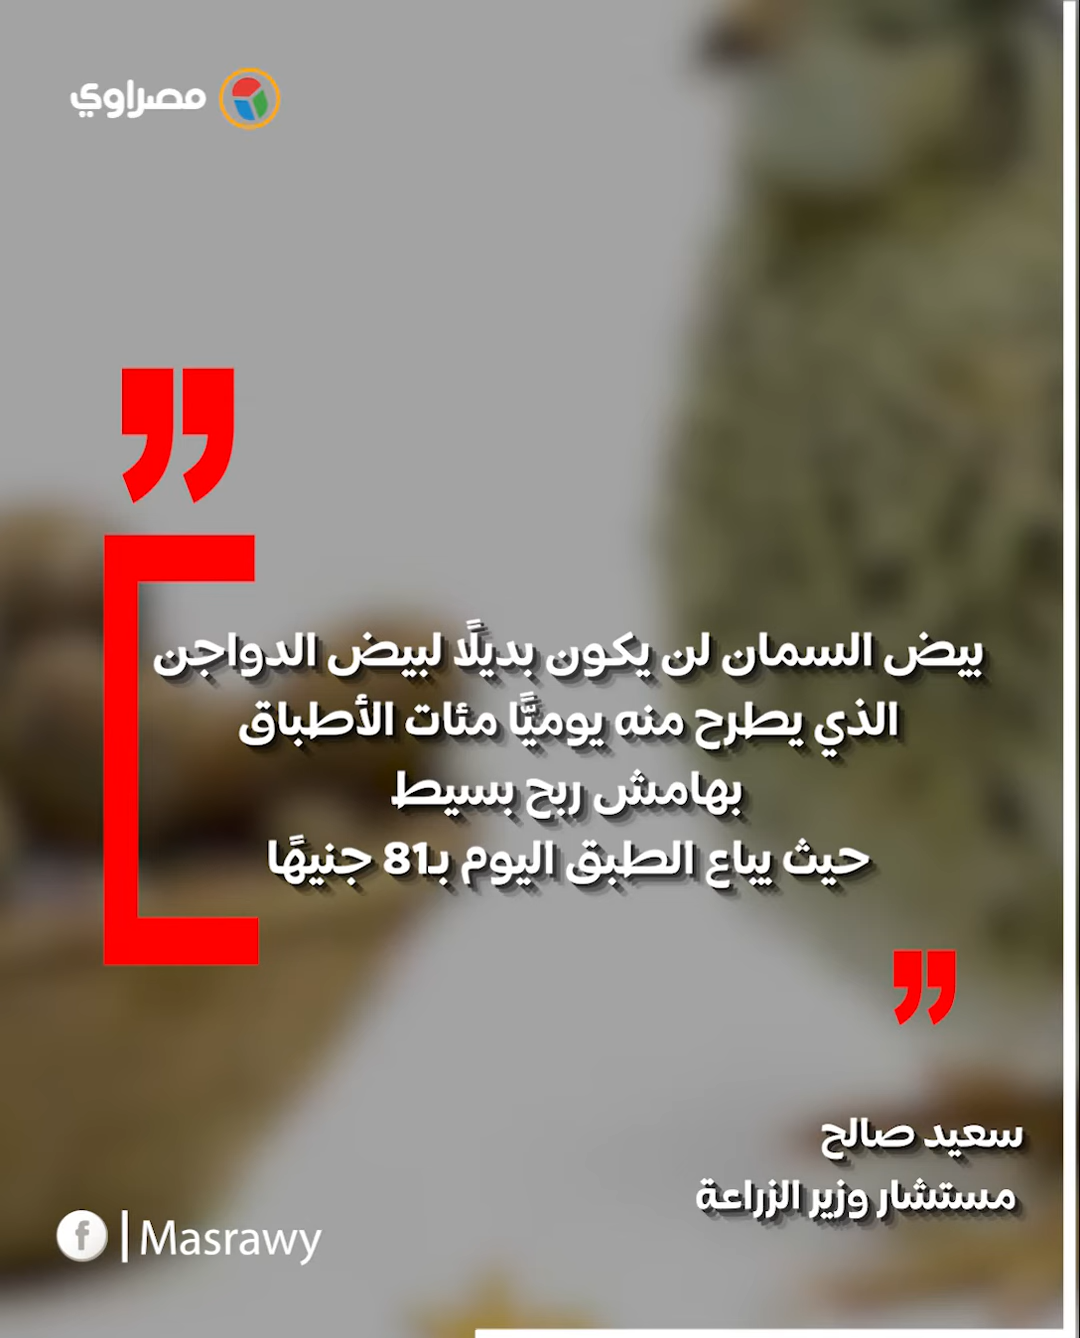 مصراوي
بيض السمان لن يكون بديلًا لبيض الدواجن
الذي يطرح منه يوميًّا مئات الأطباق
بهامش ربح بسيط
حيث يباع الطبق اليوم بـ81 جنيهًا
سعيد صالح
مستشار وزير الزراعة
f | Masrawy